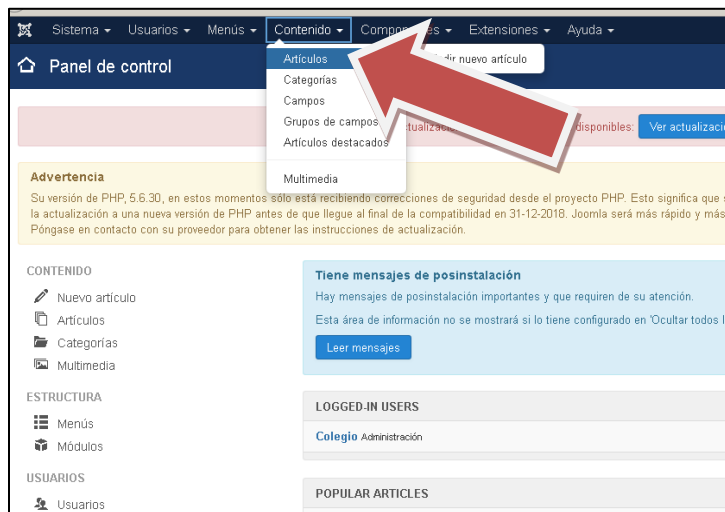 Sistema Usuarios Menús Contenido Extensiones Ayuda
Panel de control
Artículos
nuevo artículo
Categorías
Campos
Grupos de campos
Artículos destacados
Multimedia
disponibles: Ver actualizaci
Advertencia
Su versión de PHP, 5.6.30, en estos momentos sólo está recibiendo correcciones de seguridad desde el proyecto PHP. Esto significa que
la actualización a una nueva versión de PHP antes de que llegue al final de la compatibilidad en 31-12-2018. Joomla será más rápido y más
Póngase en contacto con su proveedor para obtener las instrucciones de actualización.
CONTENIDO
Nuevo artículo
Artículos
Categorías
Multimedia
ESTRUCTURA
Menús
Módulos
USUARIOS
Usuarios
Tiene mensajes de posinstalación
Hay mensajes de posinstalación importantes y que requiren de su atención.
Esta área de información no se mostrará si lo tiene configurado en 'Ocultar todos
Leer mensajes
LOGGED-IN USERS
Colegio Administración
POPULAR ARTICLES